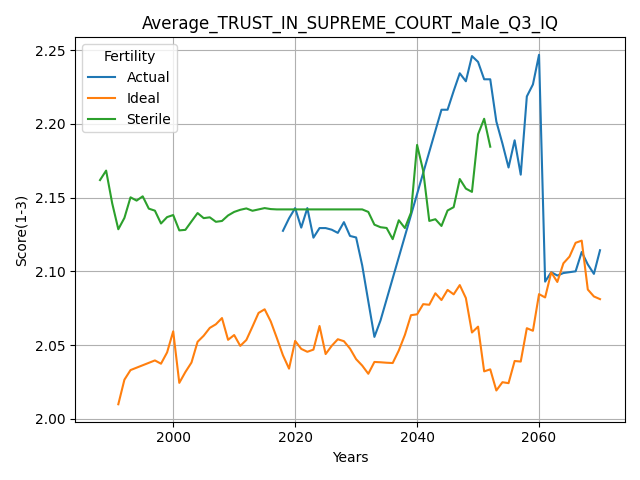 Average_TRUST_IN_SUPREME_COURT_Male_Q3_IQ
Fertility
Actual
Ideal
Sterile
Score(1-3)
2.25
2.20
2.15
2.10
2.05
2.00
2000
2020
2040
2060
Years